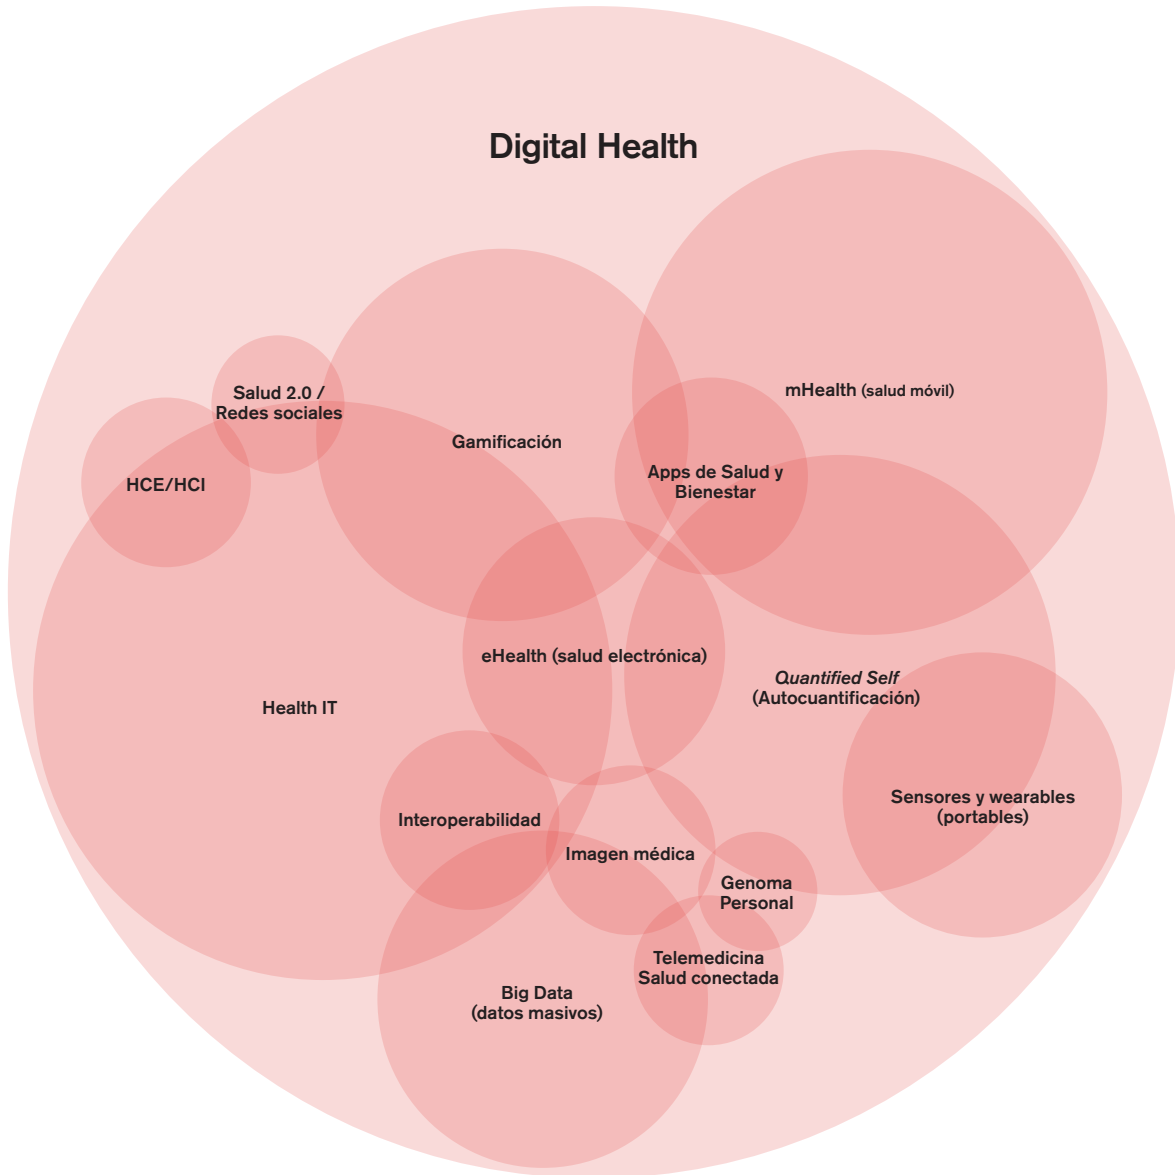 Digital Health
mHealth (salud móvil)
Salud 2.0 /
Redes sociales
Gamificación
Apps de Salud y
Bienestar
HCE/HCI
eHealth (salud electrónica)
Quantified Self
(Autocuantificación)
Health IT
Sensores y wearables
(portables)
Interoperabilidad
Imagen médica
Genoma
Personal
Telemedicina
Salud conectada
Big Data
(datos masivos)